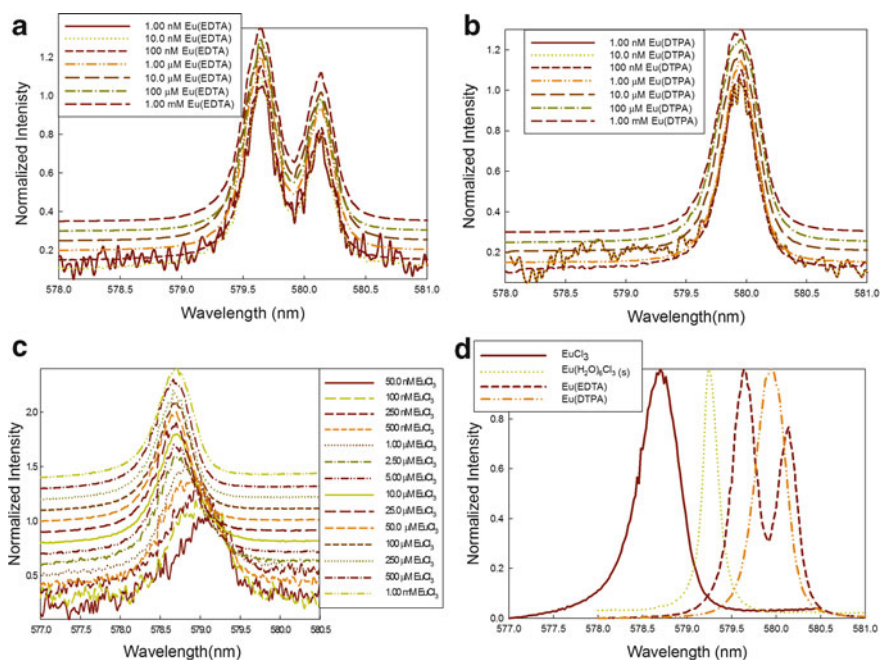 a
1.00 nM Eu(EDTA)
10.0 nM Eu(EDTA)
100 nM Eu(EDTA)
1.00 µM Eu(EDTA)
10.0 µM Eu(EDTA)
100 µM Eu(EDTA)
1.00 mM Eu(EDTA)
Normalized Intenisity
1.2
1.0
0.8
0.6
0.4
0.2
578.0 578.5 579.0 579.5 580.0 580.5 581.0
Wavelength (nm)
b
1.00 nM Eu(DTPA)
10.0 nM Eu(DTPA)
100 nM Eu(DTPA)
1.00 µM Eu(DTPA)
10.0 µM Eu(DTPA)
100 µM Eu(DTPA)
1.00 mM Eu(DTPA)
Normalized Intensity
1.2
1.0
0.8
0.6
0.4
0.2
578.0 578.5 579.0 579.5 580.0 580.5 581.0
Wavelength(nm)
c
50.0 nM EuCl3
100 nM EuCl3
250 nM EuCl3
500 nM EuCl3
1.00 µM EuCl3
2.50 µM EuCl3
5.00 µM EuCl3
10.0 µM EuCl3
25.0 µM EuCl3
50.0 µM EuCl3
100 µM EuCl3
250 µM EuCl3
500 µM EuCl3
1.00 mM EuCl3
Normalized Intensity
2.0
1.5
1.0
0.5
577.0 577.5 578.0 578.5 579.0 579.5 580.0 580.5
Wavelength(nm)
d
EuCl3
Eu(H2O)6Cl3 (s)
Eu(EDTA)
Eu(DTPA)
Normalized Intensity
0.8
0.6
0.4
0.2
0.0
577.0 577.5 578.0 578.5 579.0 579.5 580.0 580.5 581.0
Wavelength(nm)